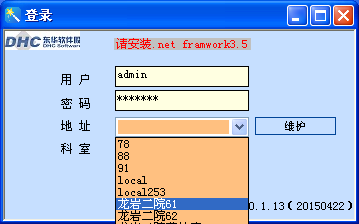 登录
DHC 东华软件
DHC Software
请安装.net framwork3.5
用 户 admin
密 码 *******
地 址 维护
科 室
78
88
91
local
local253
龙岩二院61
龙岩二院62
0.1.13(20150422)